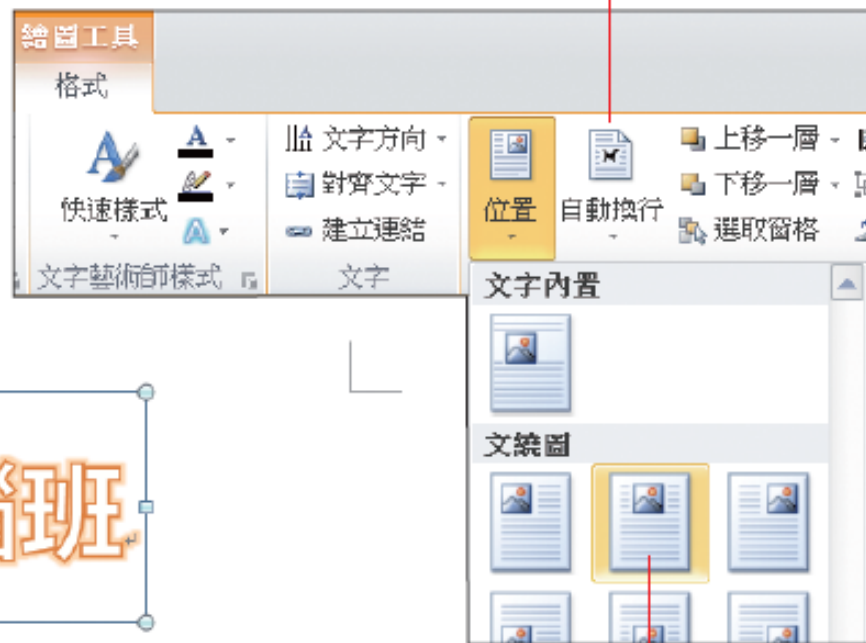 繪圖工具
格式
快速樣式
文字藝術師樣式
文字方向
對齊文字
建立連結
文字
位置
自動換行
上移一層
下移一層
選取窗格
文字內置
文繞圖
班